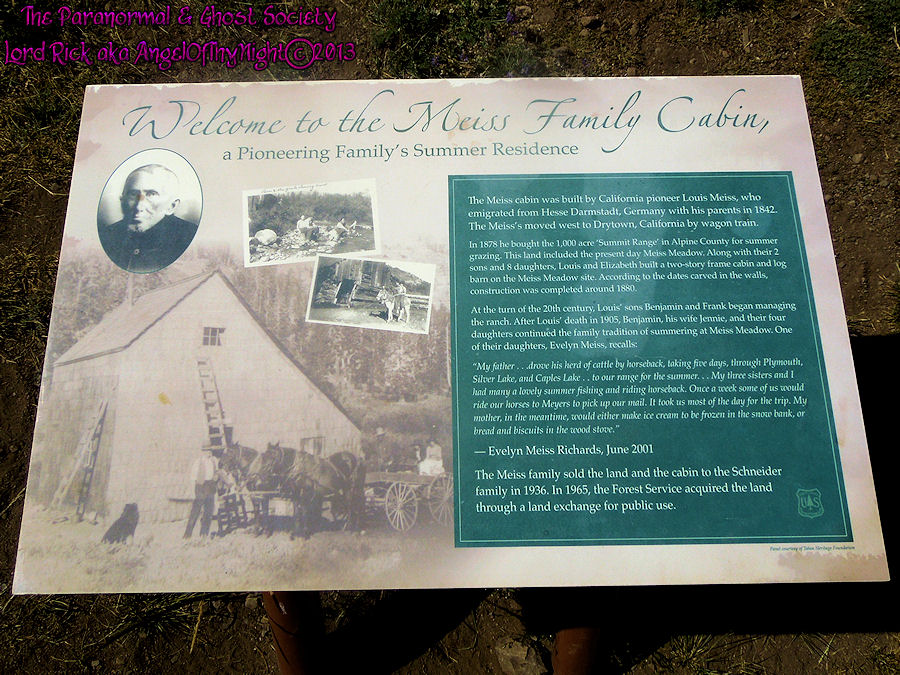 The Paranormal & Ghost Society
Lord Rick aka AngelOfThyNight©2013
Welcome to the Meiss Family Cabin,
a Pioneering Family's Summer Residence
The Meiss cabin was built by California pioneer Louis Meiss, who
emigrated from Hesse Darmstadt, Germany with his parents in 1842.
The Meiss's moved west to Drytown, California by wagon train.
In 1878 he bought the 1,000 acre 'Summit Range' in Alpine County for summer
grazing. This land included the present day Meiss Meadow. Along with their 2
sons and 8 daughters, Louis and Elizabeth built a two-story frame cabin and log
barn on the Meiss Meadow site. According to the dates carved in the walls,
construction was completed around 1880.
At the turn of the 20th century, Louis' sons Benjamin and Frank began managing
the ranch. After Louis' death in 1905, Benjamin, his wife Jennie, and their four
daughters continued the family tradition of summering at Meiss Meadow. One
of their daughters, Evelyn Meiss, recalls:
"My father . . .drove his herd of cattle by horseback, taking five days, through Plymouth,
Silver Lake, and Caples Lake . . to our range for the summer. . . My three sisters and I
had many a lovely summer fishing and riding horseback. Once a week some of us would
ride our horses to Meyers to pick up our mail. It took us most of the day for the trip. My
mother, in the meantime, would either make ice cream to be frozen in the snow bank, or
bread and biscuits in the wood stove."
— Evelyn Meiss Richards, June 2001
The Meiss family sold the land and the cabin to the Schneider
family in 1936. In 1965, the Forest Service acquired the land
through a land exchange for public use.
UAS
Panel courtesy of Tahoe Heritage Foundation